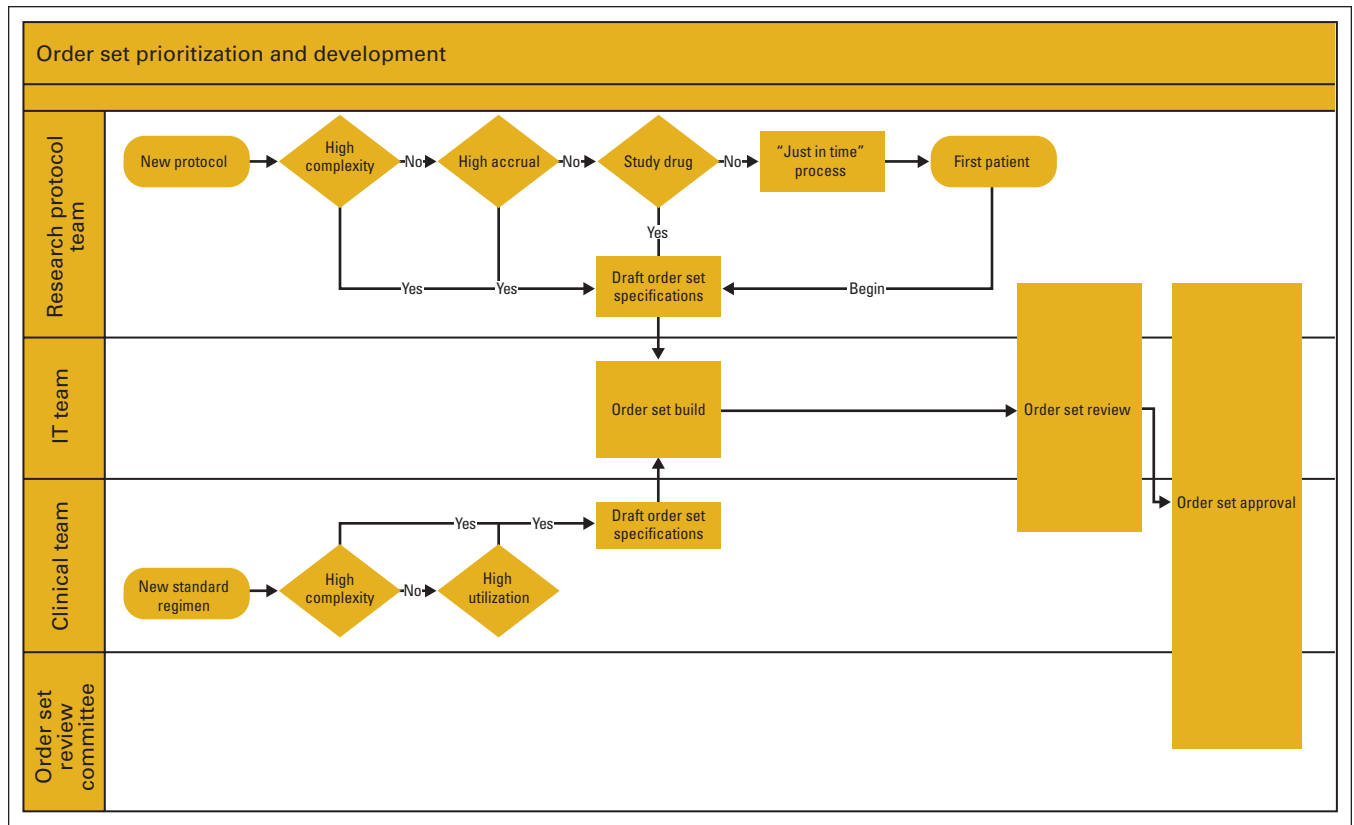 Order set prioritization and development
Research protocol
team
New protocol
High
complexity
No
High accrual
No
Study drug
No
“Just in time”
process
First patient
Yes
Yes
Yes
Draft order set
specifications
Begin
IT team
Order set build
Order set review
Order set approval
Clinical team
New standard
regimen
High
complexity
No
High
utilization
Yes
Yes
Draft order set
specifications
Order set
review
committee